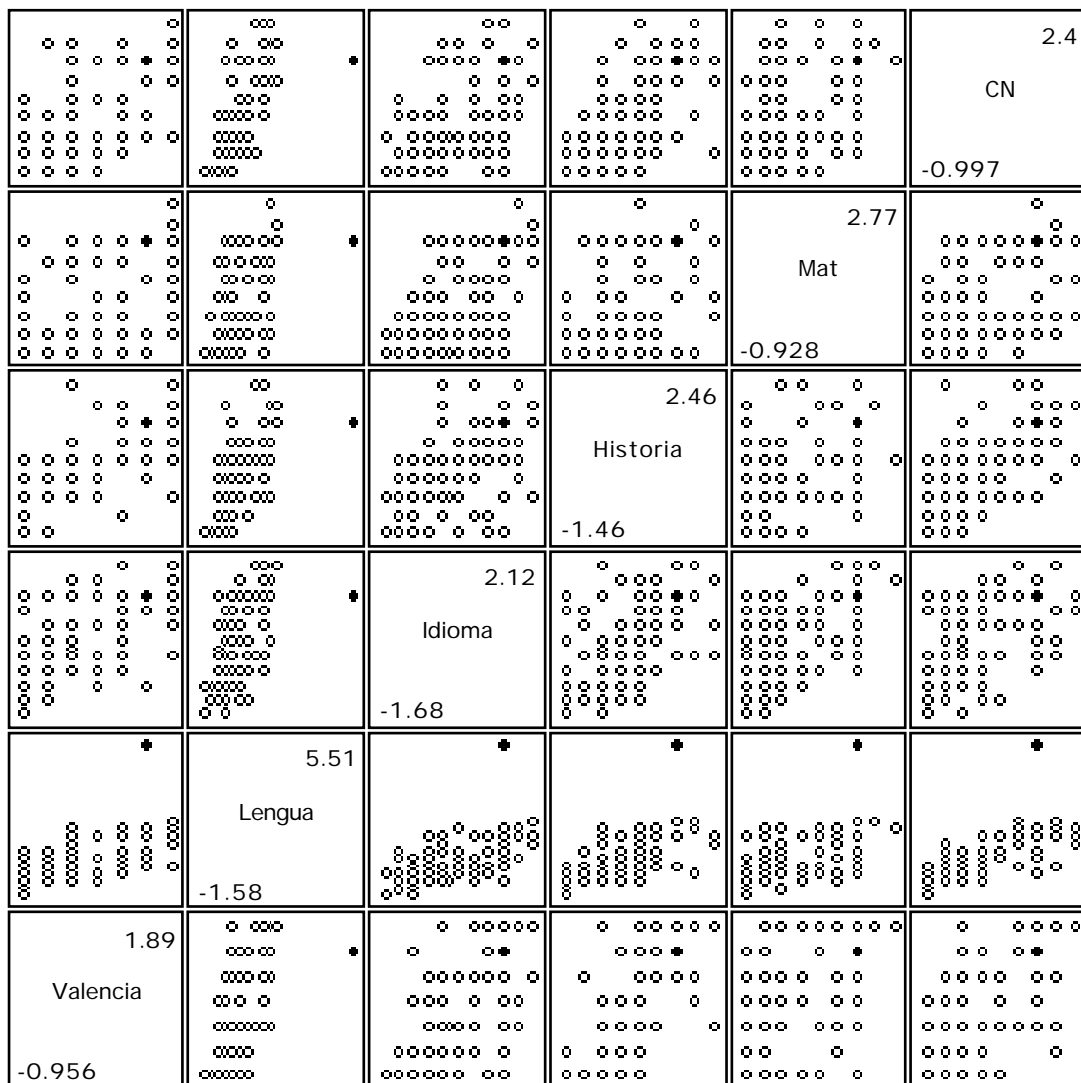 2.4
CN
-0.997
2.77
Mat
-0.928
2.46
Historia
-1.46
2.12
Idioma
-1.68
5.51
Lengua
-1.58
1.89
Valencia
-0.956